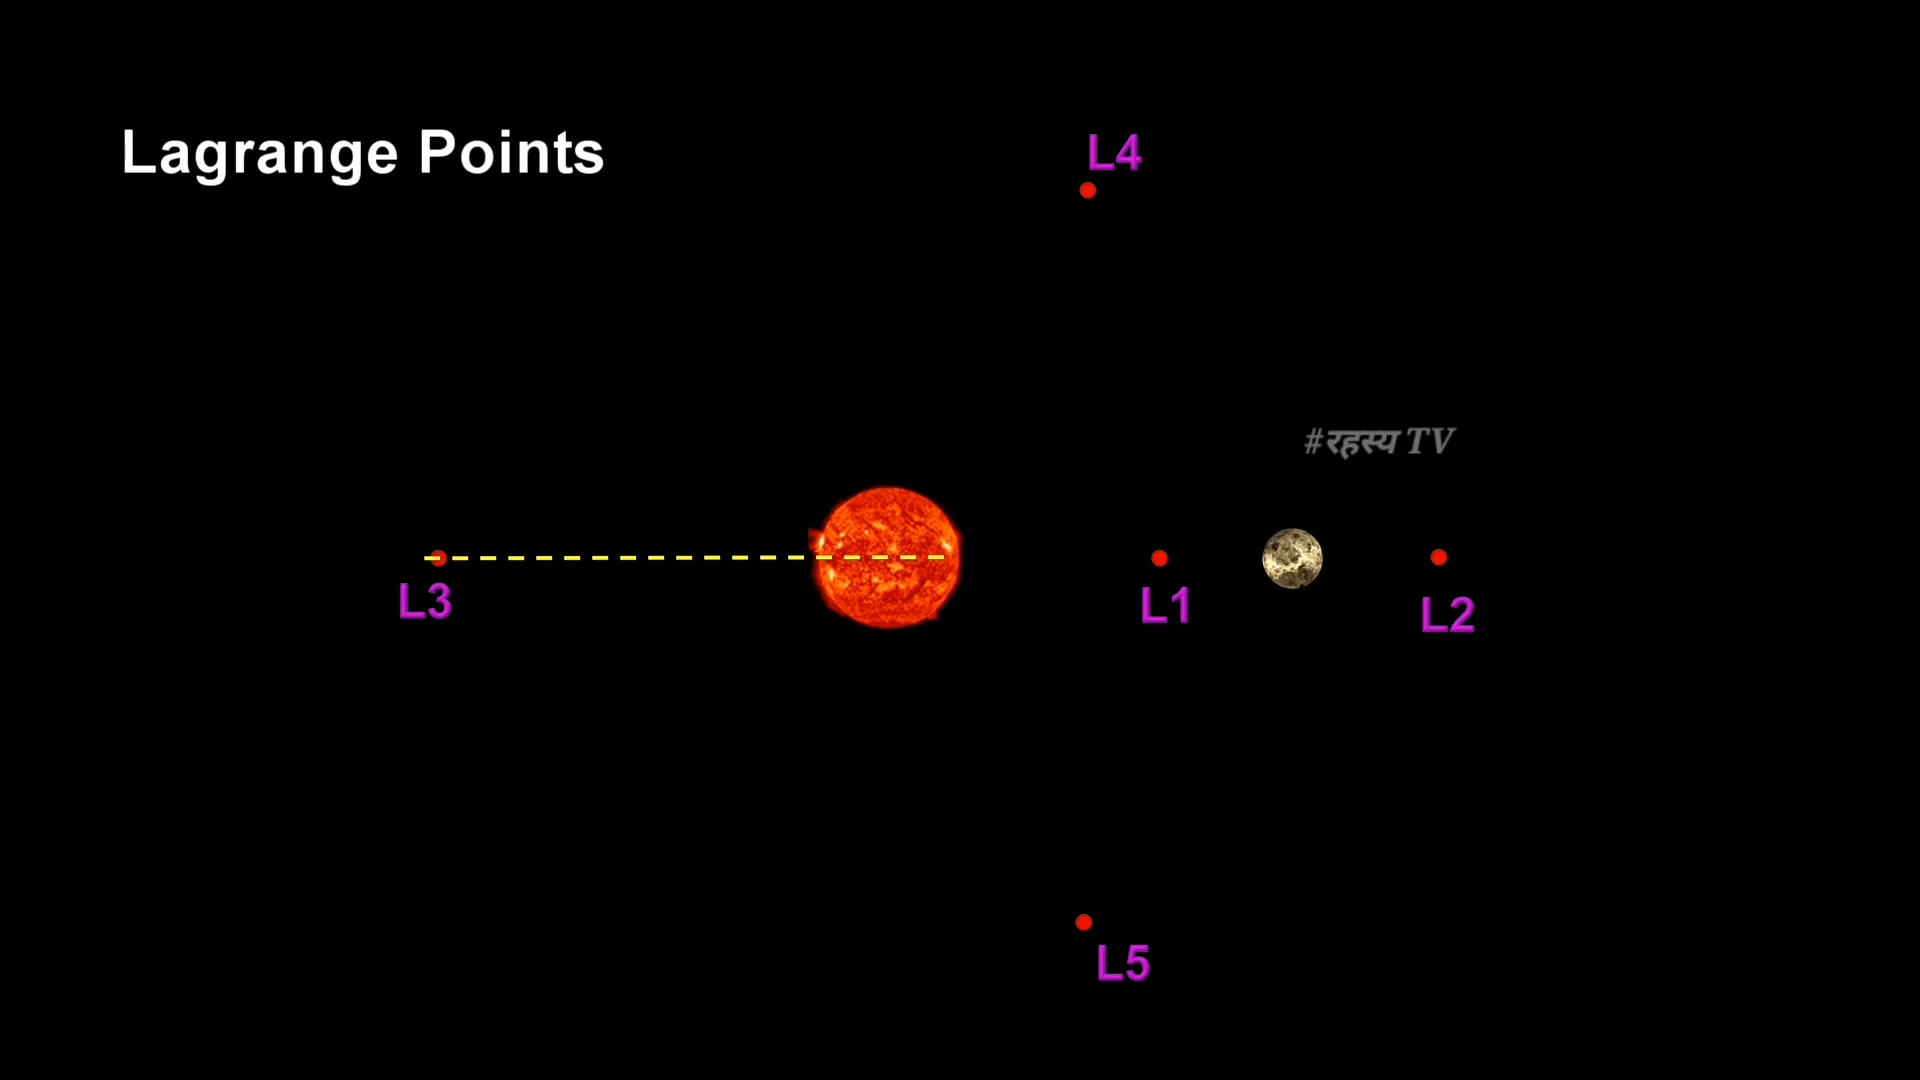 Lagrange Points
L4
#रहस्य TV
L3
L1
L2
L5